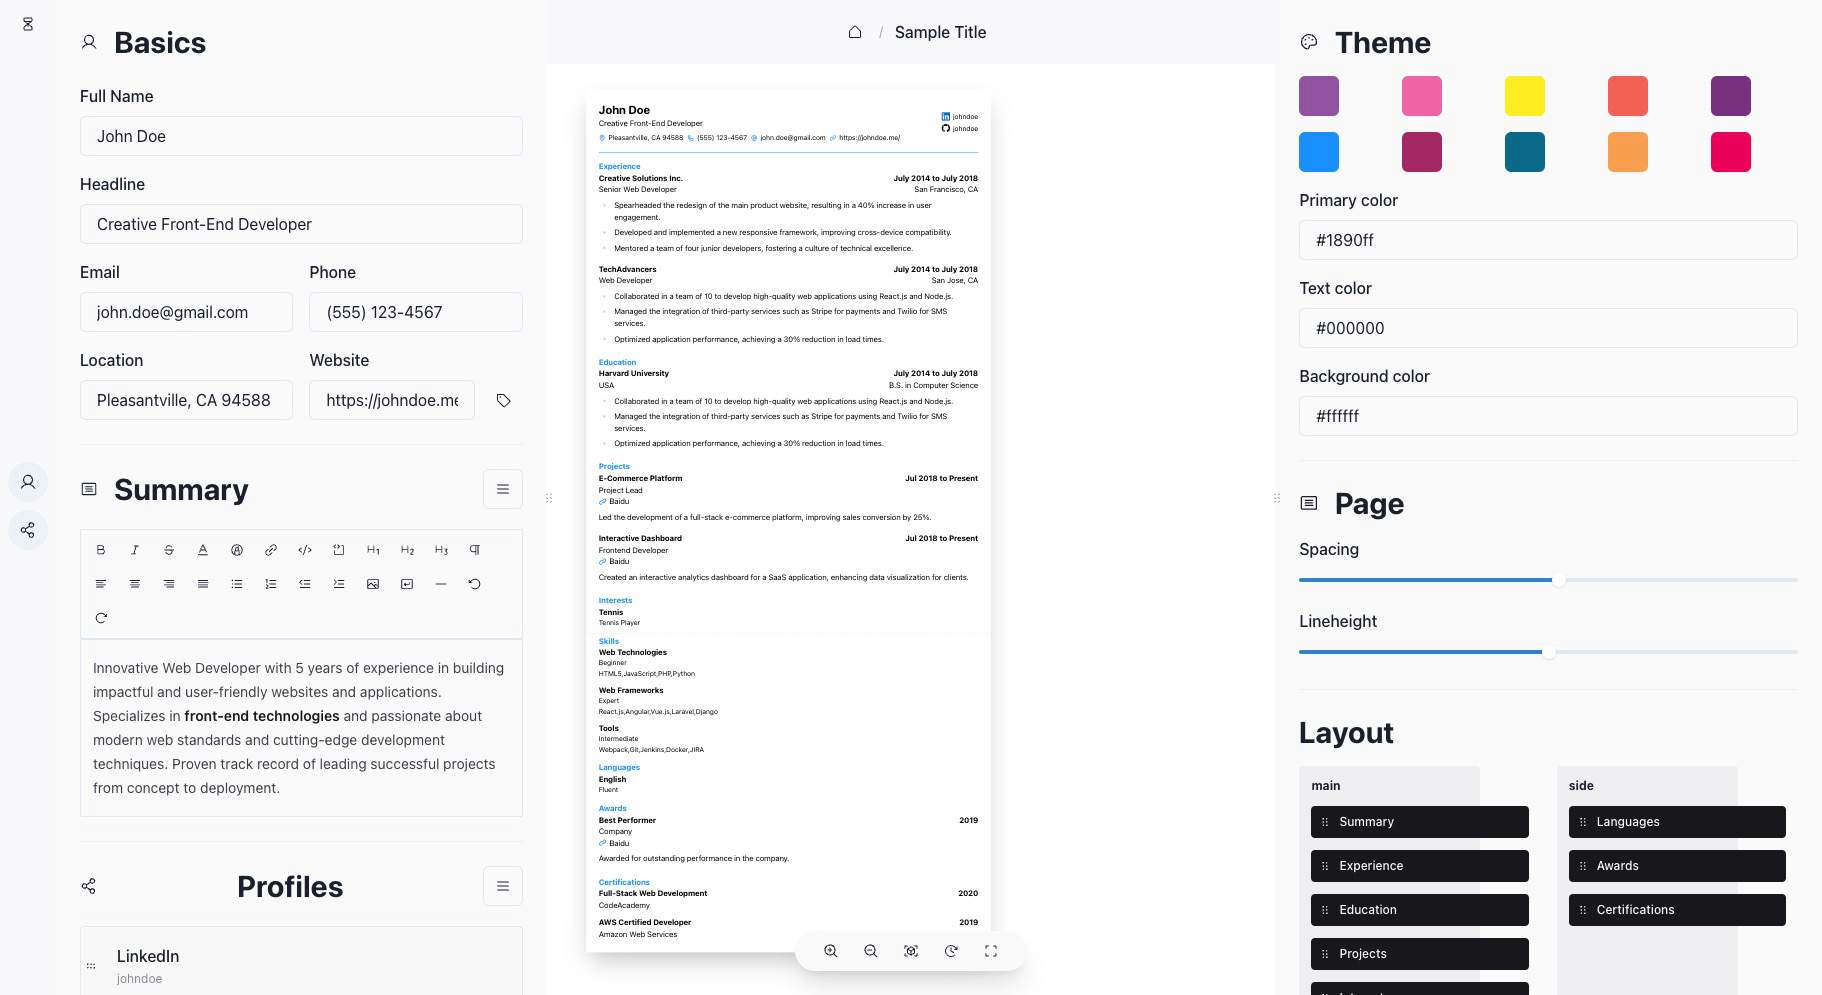 Basics
Full Name
John Doe
Headline
Creative Front-End Developer
Email
Phone
john.doe@gmail.com
(555) 123-4567
Location
Website
Pleasantville, CA 94588
https://johndoe.me
Summary
B I S A </> H1 H2 H3
Innovative Web Developer with 5 years of experience in building
impactful and user-friendly websites and applications.
Specializes in front-end technologies and passionate about
modern web standards and cutting-edge development
techniques. Proven track record of leading successful projects
from concept to deployment.
Profiles
LinkedIn
johndoe
/ Sample Title
John Doe
Creative Front-End Developer
Pleasantville, CA 94588 (555) 123-4567 john.doe@gmail.com https://johndoe.me/
johndoe
johndoe
Experience
Creative Solutions Inc. July 2014 to July 2018
Senior Web Developer San Francisco, CA
Spearheaded the redesign of the main product website, resulting in a 40% increase in user
engagement.
Developed and implemented a new responsive framework, improving cross-device compatibility.
Mentored a team of four junior developers, fostering a culture of technical excellence.
TechAdvancers July 2014 to July 2018
Web Developer San Jose, CA
Collaborated in a team of 10 to develop high-quality web applications using React.js and Node.js.
Managed the integration of third-party services such as Stripe for payments and Twilio for SMS
services.
Optimized application performance, achieving a 30% reduction in load times.
Education
Harvard University July 2014 to July 2018
USA B.S. in Computer Science
Collaborated in a team of 10 to develop high-quality web applications using React.js and Node.js.
Managed the integration of third-party services such as Stripe for payments and Twilio for SMS
services.
Optimized application performance, achieving a 30% reduction in load times.
Projects
E-Commerce Platform Jul 2018 to Present
Project Lead
Baidu
Led the development of a full-stack e-commerce platform, improving sales conversion by 25%.
Interactive Dashboard Jul 2018 to Present
Frontend Developer
Baidu
Created an interactive analytics dashboard for a SaaS application, enhancing data visualization for clients.
Interests
Tennis
Tennis Player
Skills
Web Technologies
Beginner
HTML5,JavaScript,PHP,Python
Web Frameworks
Expert
React.js,Angular,Vue.js,Laravel,Django
Tools
Intermediate
Webpack,Git,Jenkins,Docker,JIRA
Languages
English
Fluent
Awards
Best Performer 2019
Company
Baidu
Awarded for outstanding performance in the company.
Certifications
Full-Stack Web Development 2020
CodeAcademy
AWS Certified Developer 2019
Amazon Web Services
Theme
Primary color
#1890ff
Text color
#000000
Background color
#ffffff
Page
Spacing
Lineheight
Layout
main
Summary
Experience
Education
Projects
side
Languages
Awards
Certifications